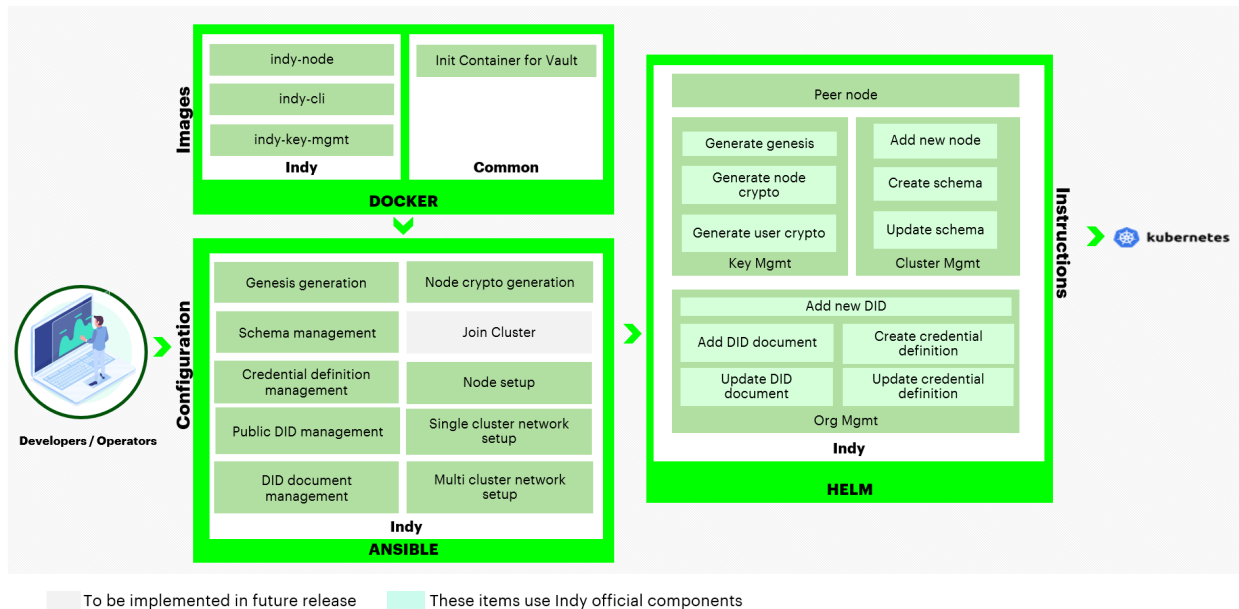 Images
indy-node
indy-cli
indy-key-mgmt
Indy
Init Container for Vault
Common
DOCKER
Developers / Operators
Configuration
Genesis generation
Node crypto generation
Schema management
Join Cluster
Credential definition
management
Node setup
Public DID management
Single cluster network
setup
DID document
management
Multi cluster network
setup
Indy
ANSIBLE
Peer node
Generate genesis
Generate node
crypto
Generate user crypto
Key Mgmt
Add new node
Create schema
Update schema
Cluster Mgmt
Add new DID
Add DID document
Create credential
definition
Update DID
document
Update credential
definition
Org Mgmt
Indy
HELM
Instructions
kubernetes
To be implemented in future release
These items use Indy official components